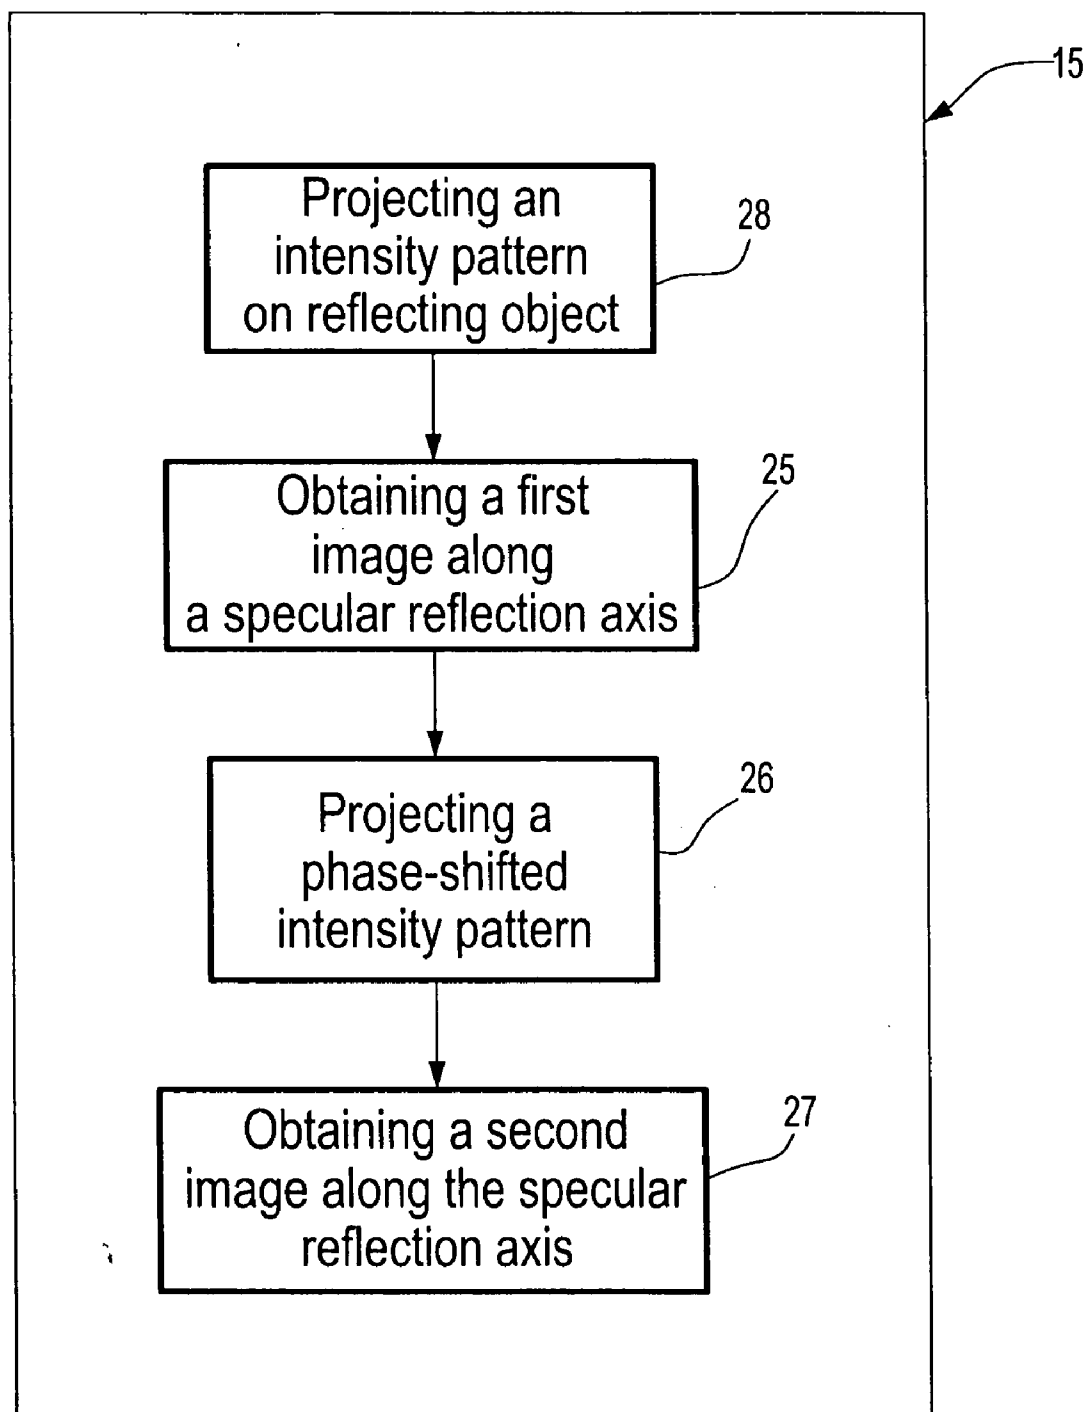 15
Projecting an
intensity pattern
on reflecting object
28
Obtaining a first
image along
a specular reflection axis
25
Projecting a
phase-shifted
intensity pattern
26
Obtaining a second
image along the specular
reflection axis
27